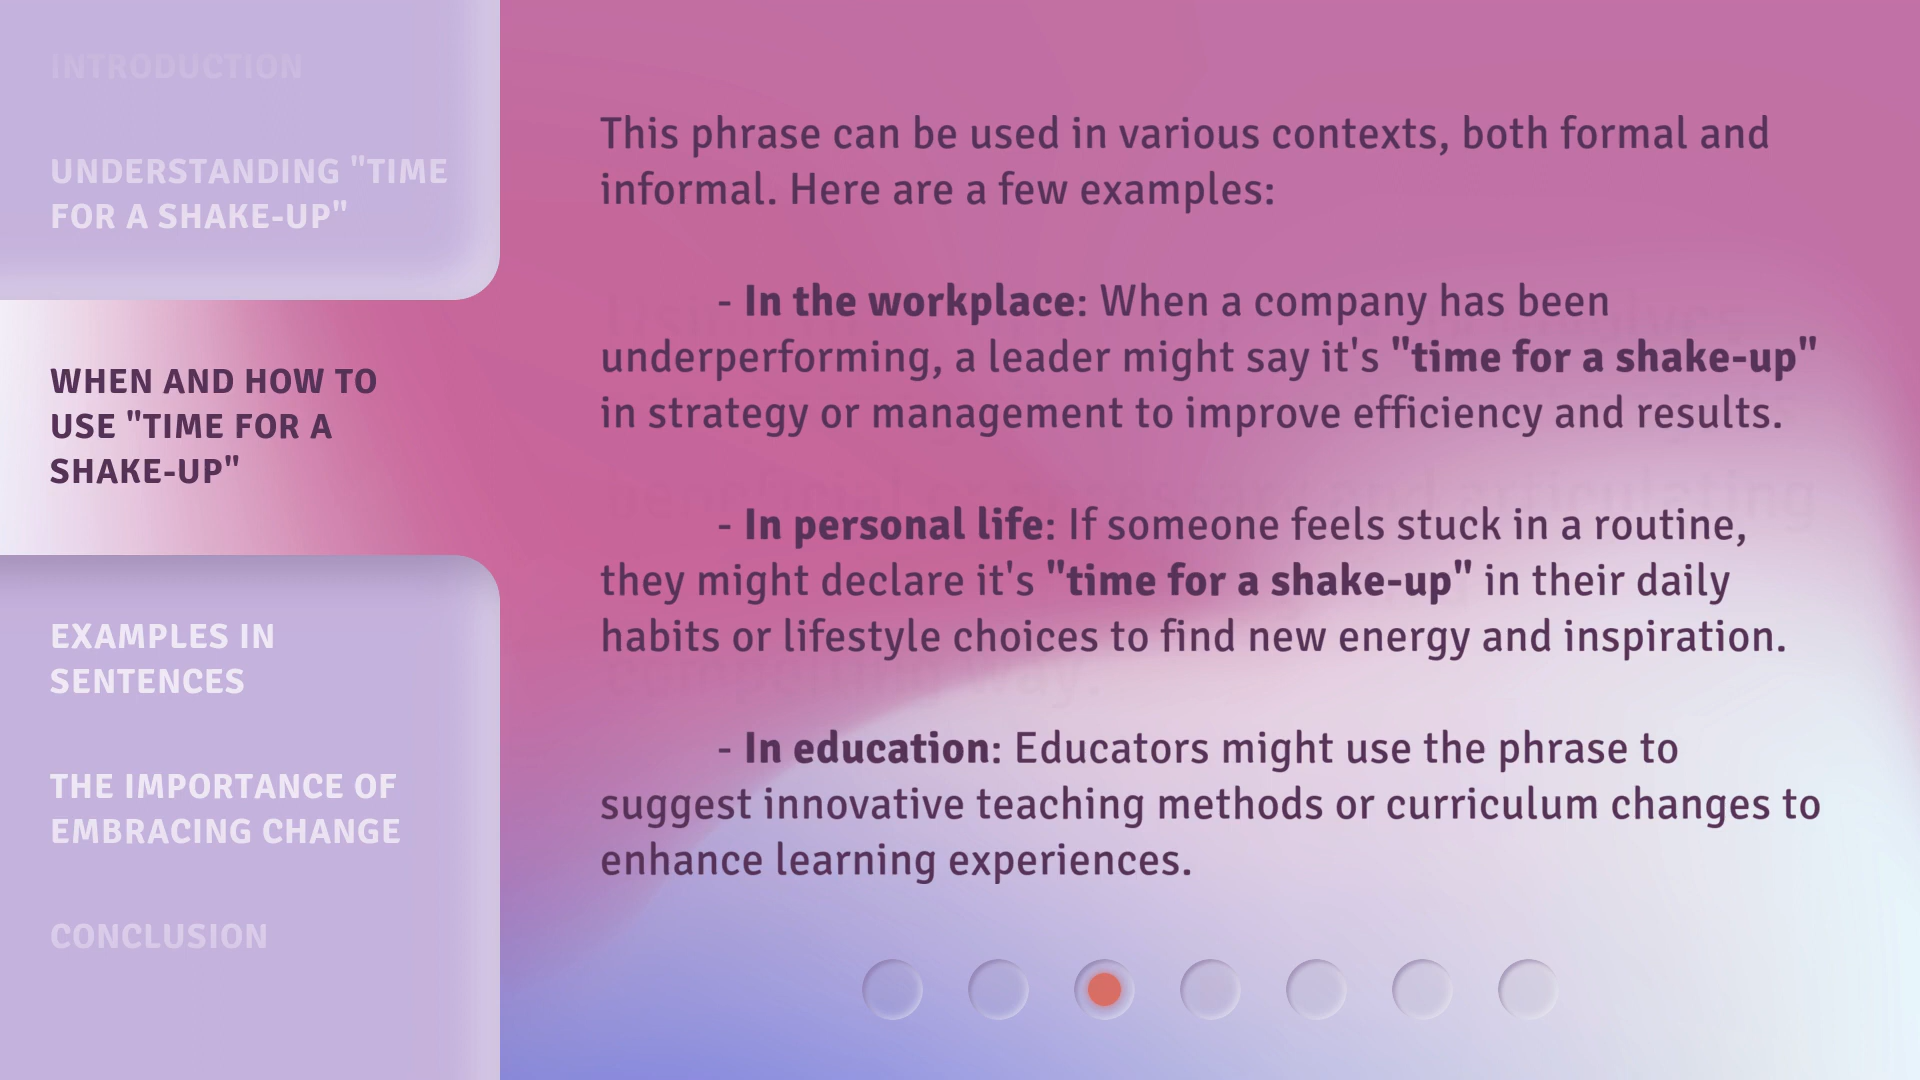 INTRODUCTION
UNDERSTANDING "TIME
FOR A SHAKE-UP"
WHEN AND HOW TO
USE "TIME FOR A
SHAKE-UP"
EXAMPLES IN
SENTENCES
THE IMPORTANCE OF
EMBRACING CHANGE
CONCLUSION
This phrase can be used in various contexts, both formal and
informal. Here are a few examples:
- In the workplace: When a company has been
underperforming, a leader might say it's "time for a shake-up"
in strategy or management to improve efficiency and results.
- In personal life: If someone feels stuck in a routine,
they might declare it's "time for a shake-up" in their daily
habits or lifestyle choices to find new energy and inspiration.
- In education: Educators might use the phrase to
suggest innovative teaching methods or curriculum changes to
enhance learning experiences.